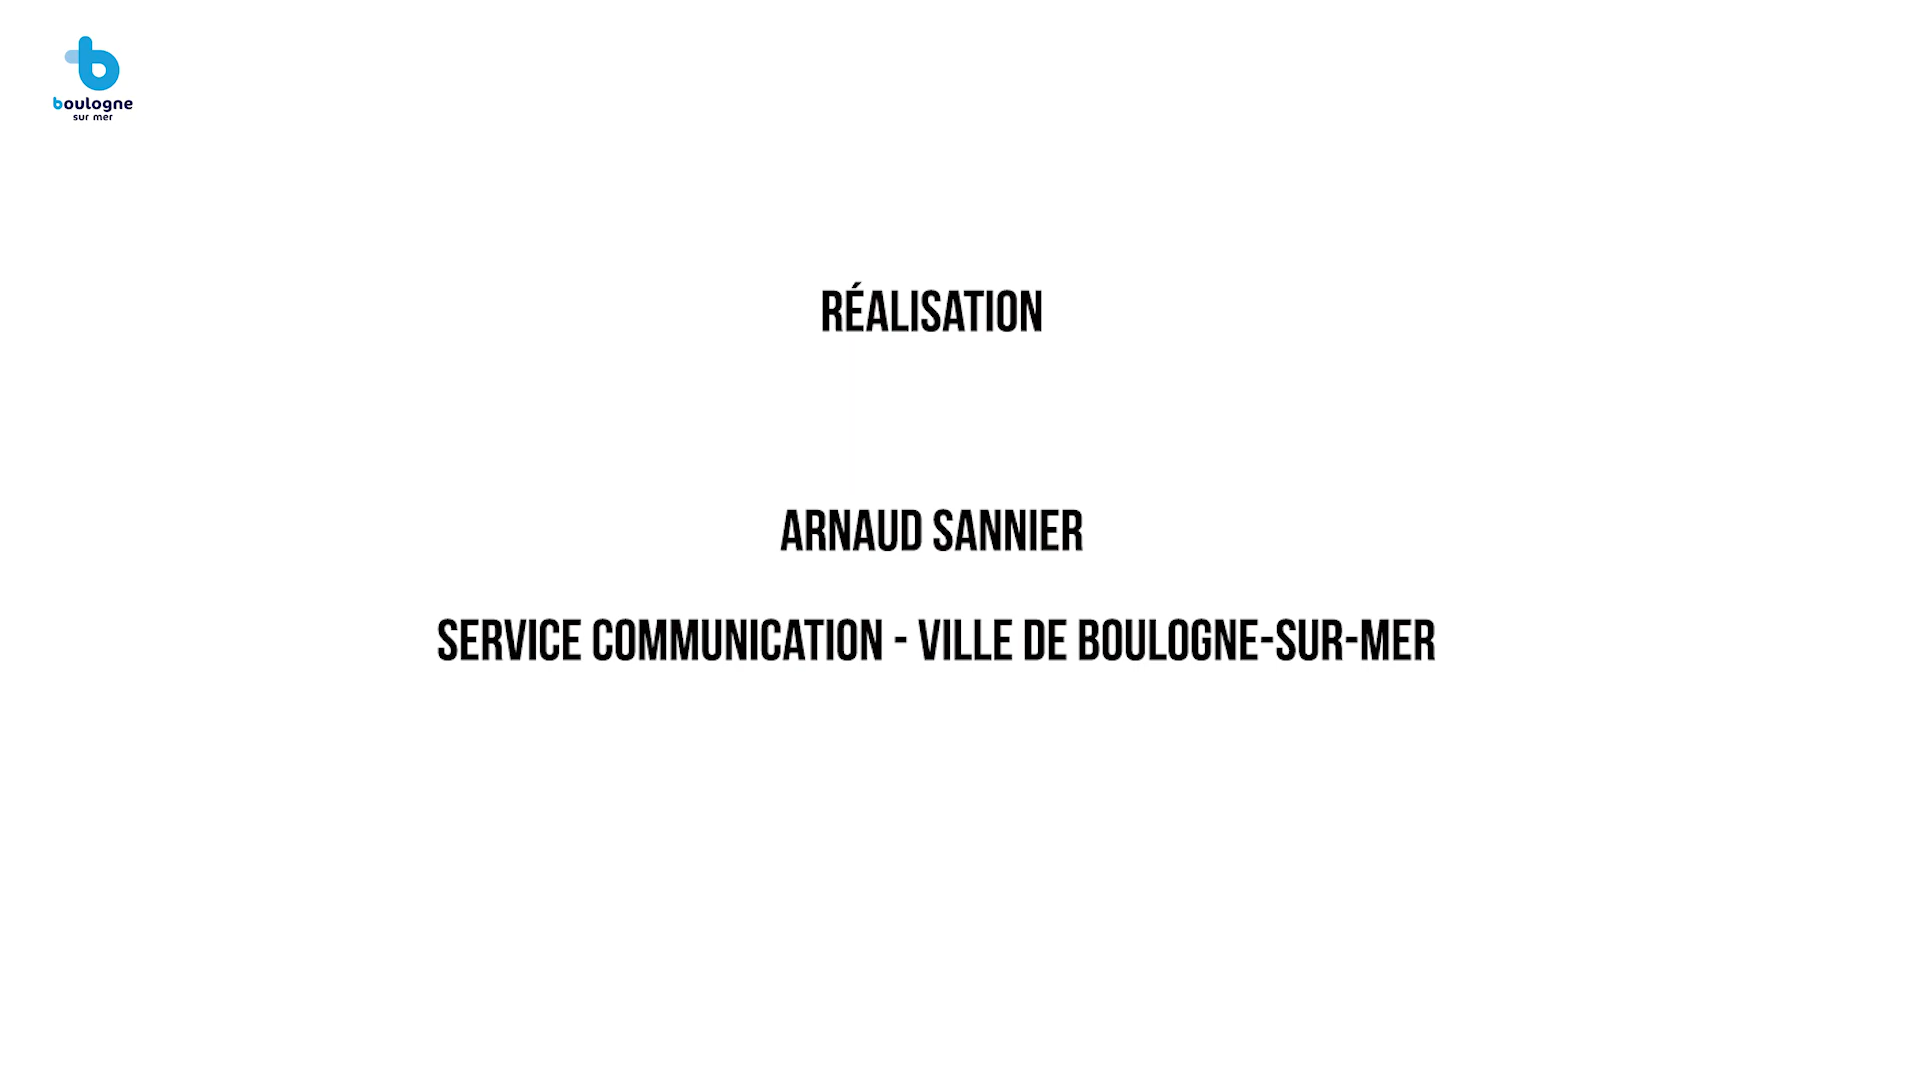 boulogne
sur mer
RÉALISATION
ARNAUD SANNIER
SERVICE COMMUNICATION - VILLE DE BOULOGNE-SUR-MER